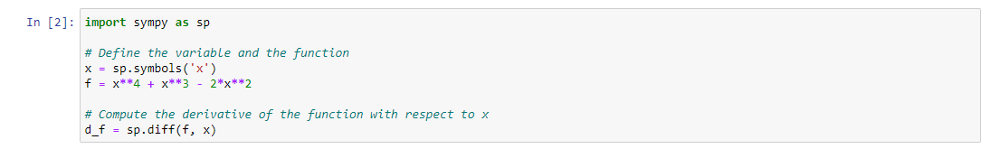 In [2]: import sympy as sp
# Define the variable and the function
x = sp.symbols('x')
f = x**4 + x**3 - 2*x**2
# Compute the derivative of the function with respect to x
d_f = sp.diff(f, x)